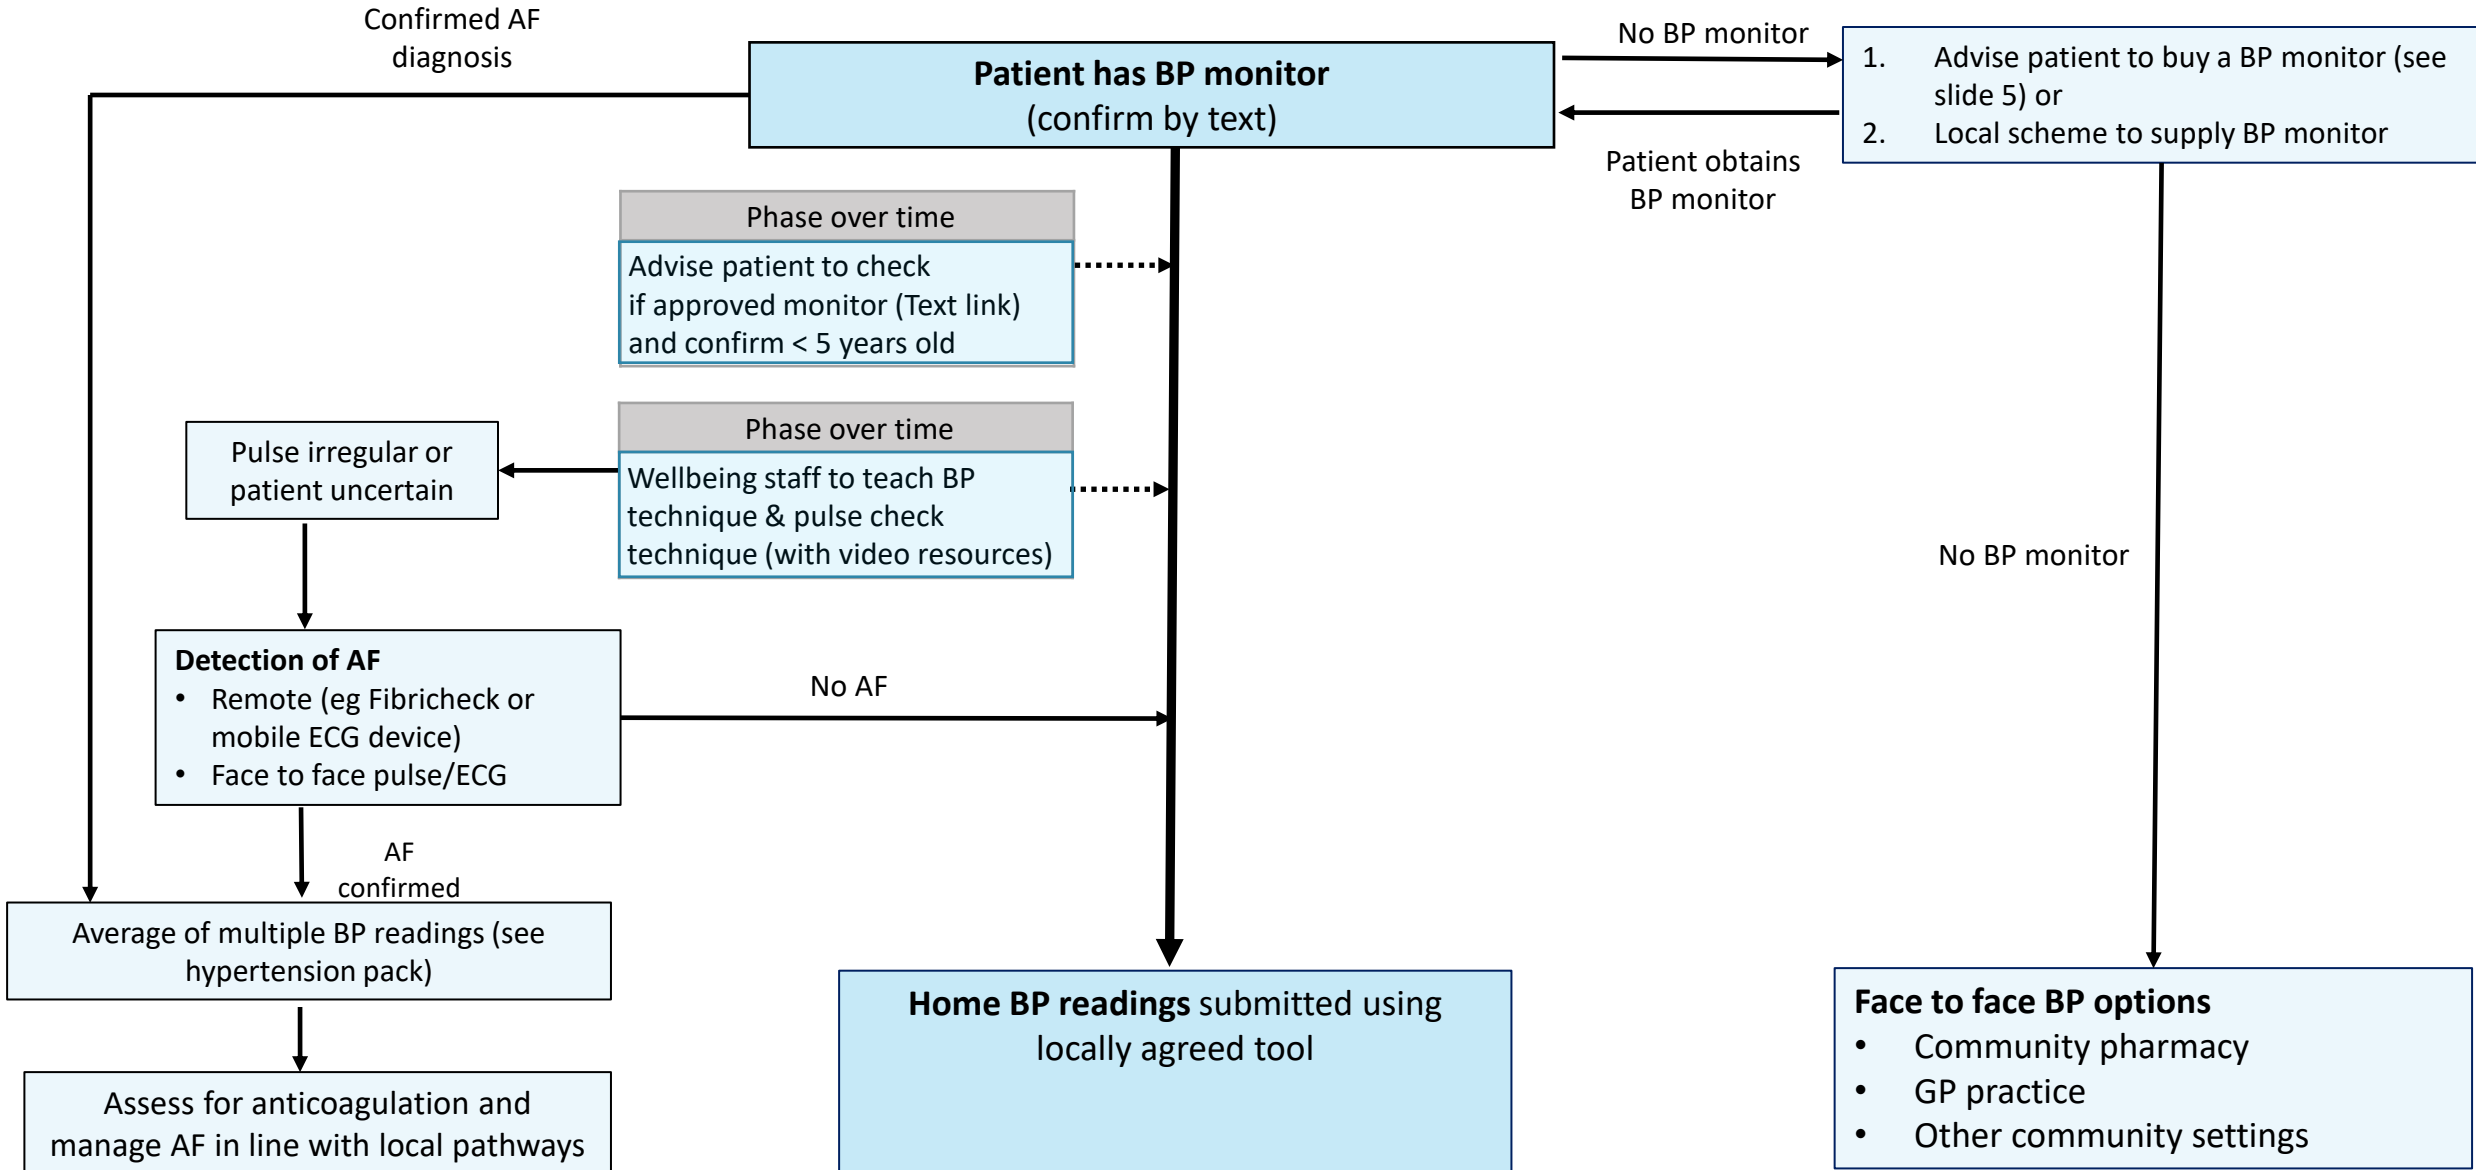 Confirmed AF
diagnosis
Patient has BP monitor
(confirm by text)
No BP monitor
1. Advise patient to buy a BP monitor (see
slide 5) or
2. Local scheme to supply BP monitor
Patient obtains
BP monitor
Phase over time
Advise patient to check
if approved monitor (Text link)
and confirm < 5 years old
Phase over time
Wellbeing staff to teach BP
technique & pulse check
technique (with video resources)
Pulse irregular or
patient uncertain
No BP monitor
Detection of AF
• Remote (eg Fibricheck or
mobile ECG device)
• Face to face pulse/ECG
No AF
AF
confirmed
Average of multiple BP readings (see
hypertension pack)
Assess for anticoagulation and
manage AF in line with local pathways
Home BP readings submitted using
locally agreed tool
Face to face BP options
• Community pharmacy
• GP practice
• Other community settings